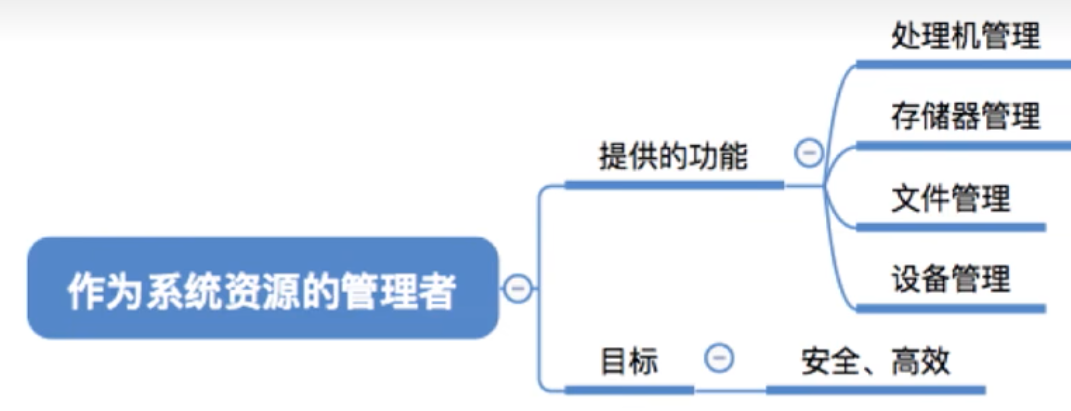 作为系统资源的管理者
提供的功能
处理机管理
存储器管理
文件管理
设备管理
目标
安全、高效